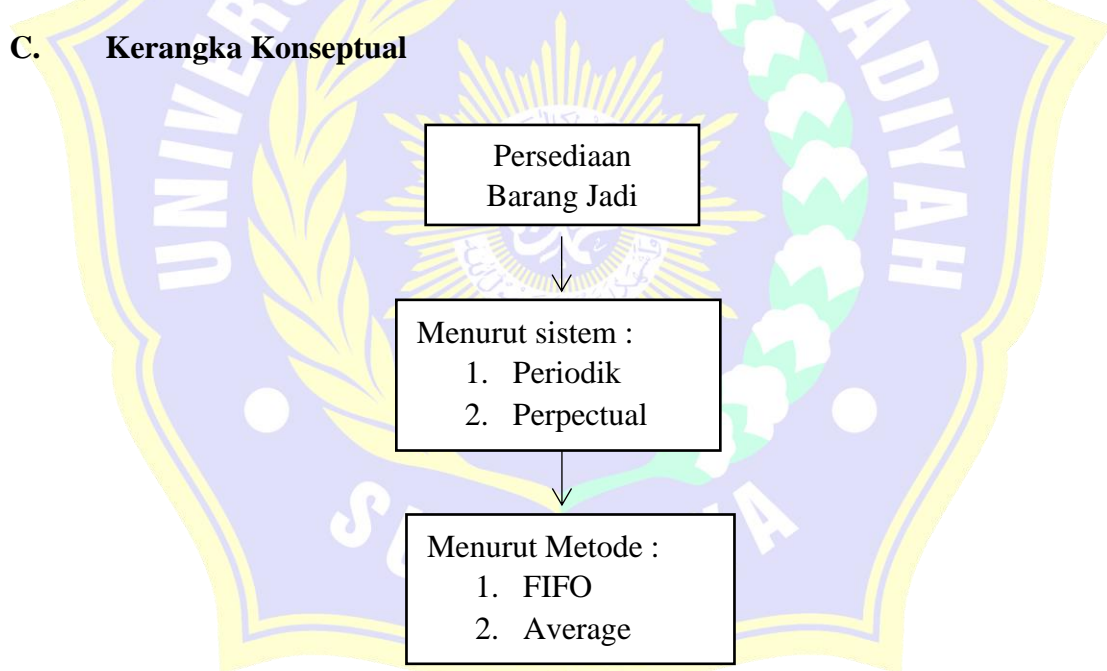 C. Kerangka Konseptual
Persediaan
Barang Jadi
Menurut sistem :
1. Periodik
2. Perpectual
Menurut Metode :
1. FIFO
2. Average